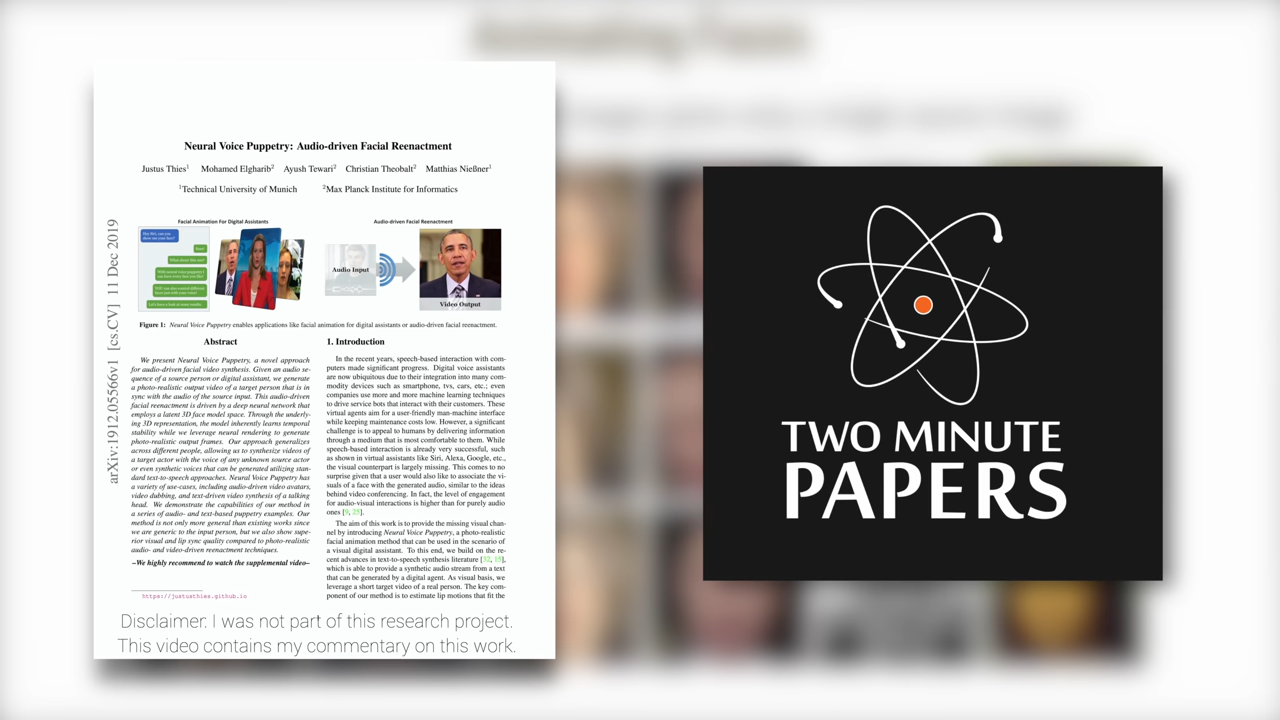 Neural Voice Puppetry: Audio-driven Facial Reenactment
Justus Thies1 Mohamed Elgharib2 Ayush Tewari2 Christian Theobalt2 Matthias Nießner1
1Technical University of Munich 2Max Planck Institute for Informatics
arXiv:1912.05566v1 [cs.CV] 11 Dec 2019
Facial Animation For Digital Assistants
Audio-driven Facial Reenactment
Audio Input
Video Output
Figure 1: Neural Voice Puppetry enables applications like facial animation for digital assistants or audio-driven facial reenactment.
Abstract
We present Neural Voice Puppetry, a novel approach
for audio-driven facial video synthesis. Given an audio se-
quence of a source person or digital assistant, we generate
a photo-realistic output video of a target person that is in
sync with the audio of the source input. This audio-driven
facial reenactment is driven by a deep neural network that
employs a latent 3D face model space. Through the underly-
ing 3D representation, the model inherently learns temporal
stability while we leverage neural rendering to generate
photo-realistic output frames. Our approach generalizes
across different people, allowing us to synthesize videos of
a target actor with the voice of any unknown source actor
or even synthetic voices that can be generated utilizing stan-
dard text-to-speech approaches. Neural Voice Puppetry has
a variety of use-cases, including audio-driven video avatars,
video dubbing, and text-driven video synthesis of a talking
head. We demonstrate the capabilities of our method in
a series of audio- and text-based puppetry examples. Our
method is not only more general than existing works since
we are generic to the input person, but we also show supe-
rior visual and lip sync quality compared to photo-realistic
audio- and video-driven reenactment techniques.
–We highly recommend to watch the supplemental video–
https://justusthies.github.io
1. Introduction
In the recent years, speech-based interaction with com-
puters made significant progress. Digital voice assistants
are now ubiquitous due to their integration into many com-
modity devices such as smartphone, tvs, cars, etc.; even
companies use more and more machine learning techniques
to drive service bots that interact with their customers. These
virtual agents aim for a user-friendly man-machine interface
while keeping maintenance costs low. However, a significant
challenge is to appeal to humans by delivering information
through a medium that is most comfortable to them. While
speech-based interaction is already very successful, such
as shown in virtual assistants like Siri, Alexa, Google, etc.,
the visual counterpart is largely missing. This comes to no
surprise given that a user would also like to associate the vi-
suals of a face with the generated audio, similar to the ideas
behind video conferencing. In fact, the level of engagement
for audio-visual interactions is higher than for purely audio
ones [9, 25].
The aim of this work is to provide the missing visual chan-
nel by introducing Neural Voice Puppetry, a photo-realistic
facial animation method that can be used in the scenario of
a visual digital assistant. To this end, we build on the re-
cent advances in text-to-speech synthesis literature
which is able to provide a synthetic audio stream from a text
that can be generated by a digital agent. As visual basis, we
leverage a short target video of a real person. The key com-
ponent of our method is to estimate lip motions that fit the
Disclaimer: I was not part of this research project.
This video contains my commentary on this work.
TWO MINUTE
PAPERS